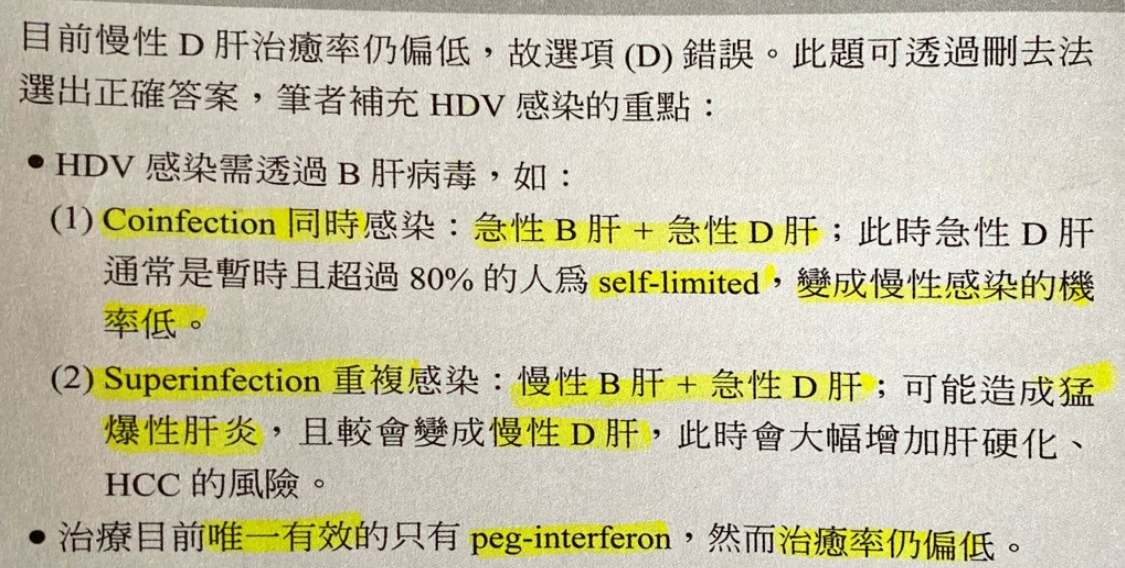 目前慢性 D 肝治癒率仍偏低，故選項 (D) 錯誤。此題可透過刪去法
選出正確答案，筆者補充 HDV 感染的重點：
• HDV 感染需透過 B 肝病毒，如：
(1) Coinfection 同時感染：急性 B 肝 + 急性 D 肝；此時急性 D 肝
通常是暫時且超過 80% 的人為 self-limited，變成慢性感染的機
率低。
(2) Superinfection 重複感染：慢性 B 肝 + 急性 D 肝；可能造成猛
爆性肝炎，且較會變成慢性 D 肝，此時會大幅增加肝硬化、
HCC 的風險。
• 治療目前唯一有效的只有 peg-interferon，然而治癒率仍偏低。